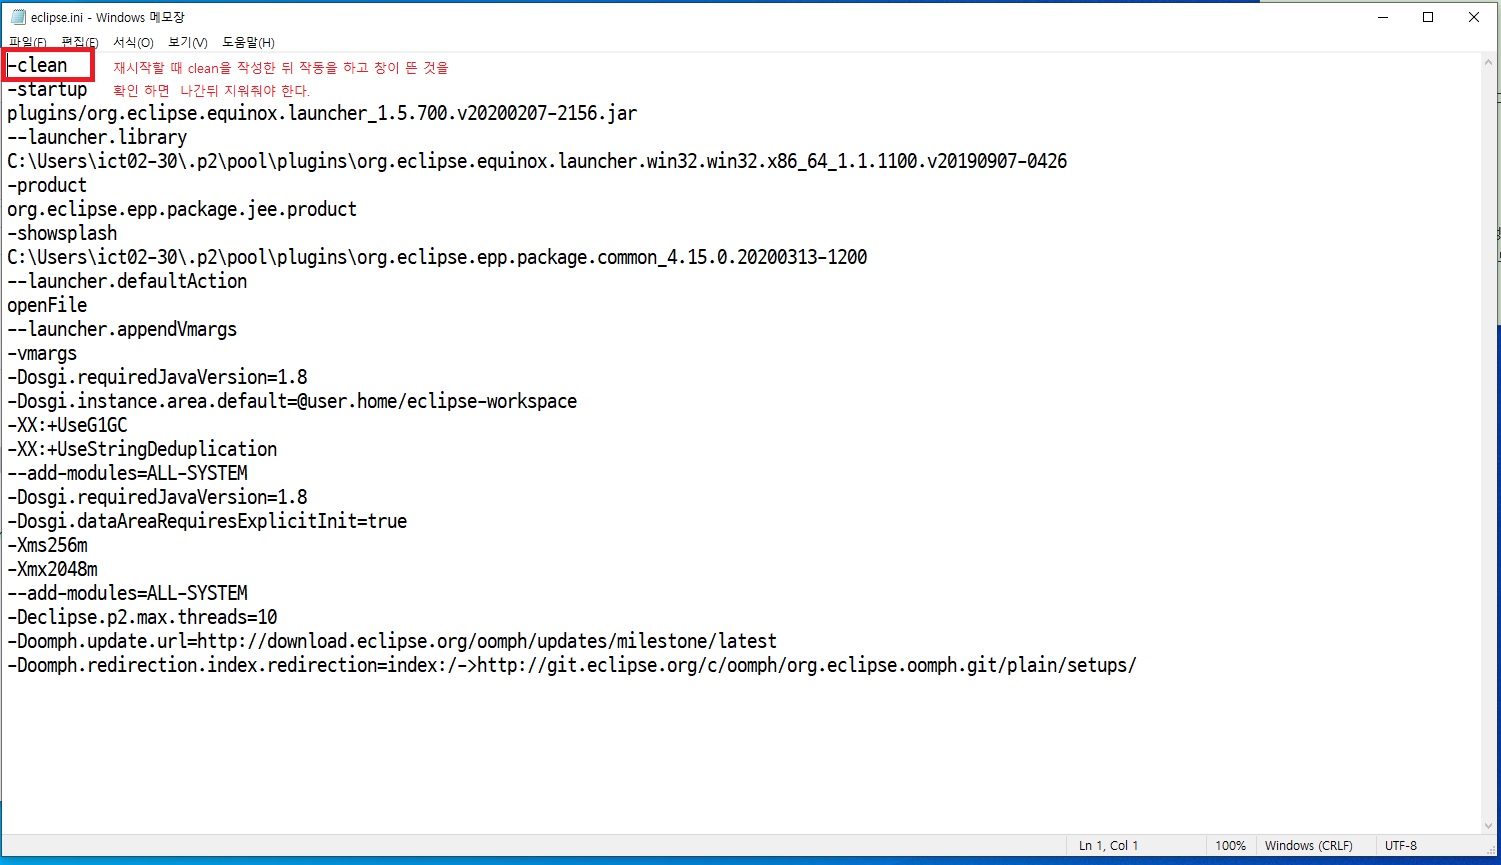 eclipse.ini - Windows 메모장
파일(F) 편집(E) 서식(O) 보기(V) 도움말(H)
-clean
재시작할 때 clean을 작성한 뒤 작동을 하고 창이 뜬 것을
-startup
확인 하면 나간뒤 지워줘야 한다.
plugins/org.eclipse.equinox.launcher_1.5.700.v20200207-2156.jar
--launcher.library
C:\Users\ict02-30\.p2\pool\plugins\org.eclipse.equinox.launcher.win32.win32.x86_64_1.1.1100.v20190907-0426
-product
org.eclipse.epp.package.jee.product
-showsplash
C:\Users\ict02-30\.p2\pool\plugins\org.eclipse.epp.package.common_4.15.0.20200313-1200
--launcher.defaultAction
openFile
--launcher.appendVmargs
-vmargs
-Dosgi.requiredJavaVersion=1.8
-Dosgi.instance.area.default=@user.home/eclipse-workspace
-XX:+UseG1GC
-XX:+UseStringDeduplication
--add-modules=ALL-SYSTEM
-Dosgi.requiredJavaVersion=1.8
-Dosgi.dataAreaRequiresExplicitInit=true
-Xms256m
-Xmx2048m
--add-modules=ALL-SYSTEM
-Declipse.p2.max.threads=10
-Doomph.update.url=http://download.eclipse.org/oomph/updates/milestone/latest
-Doomph.redirection.index.redirection=index:/->http://git.eclipse.org/c/oomph/org.eclipse.oomph.git/plain/setups/
Ln 1, Col 1 100% Windows (CRLF) UTF-8